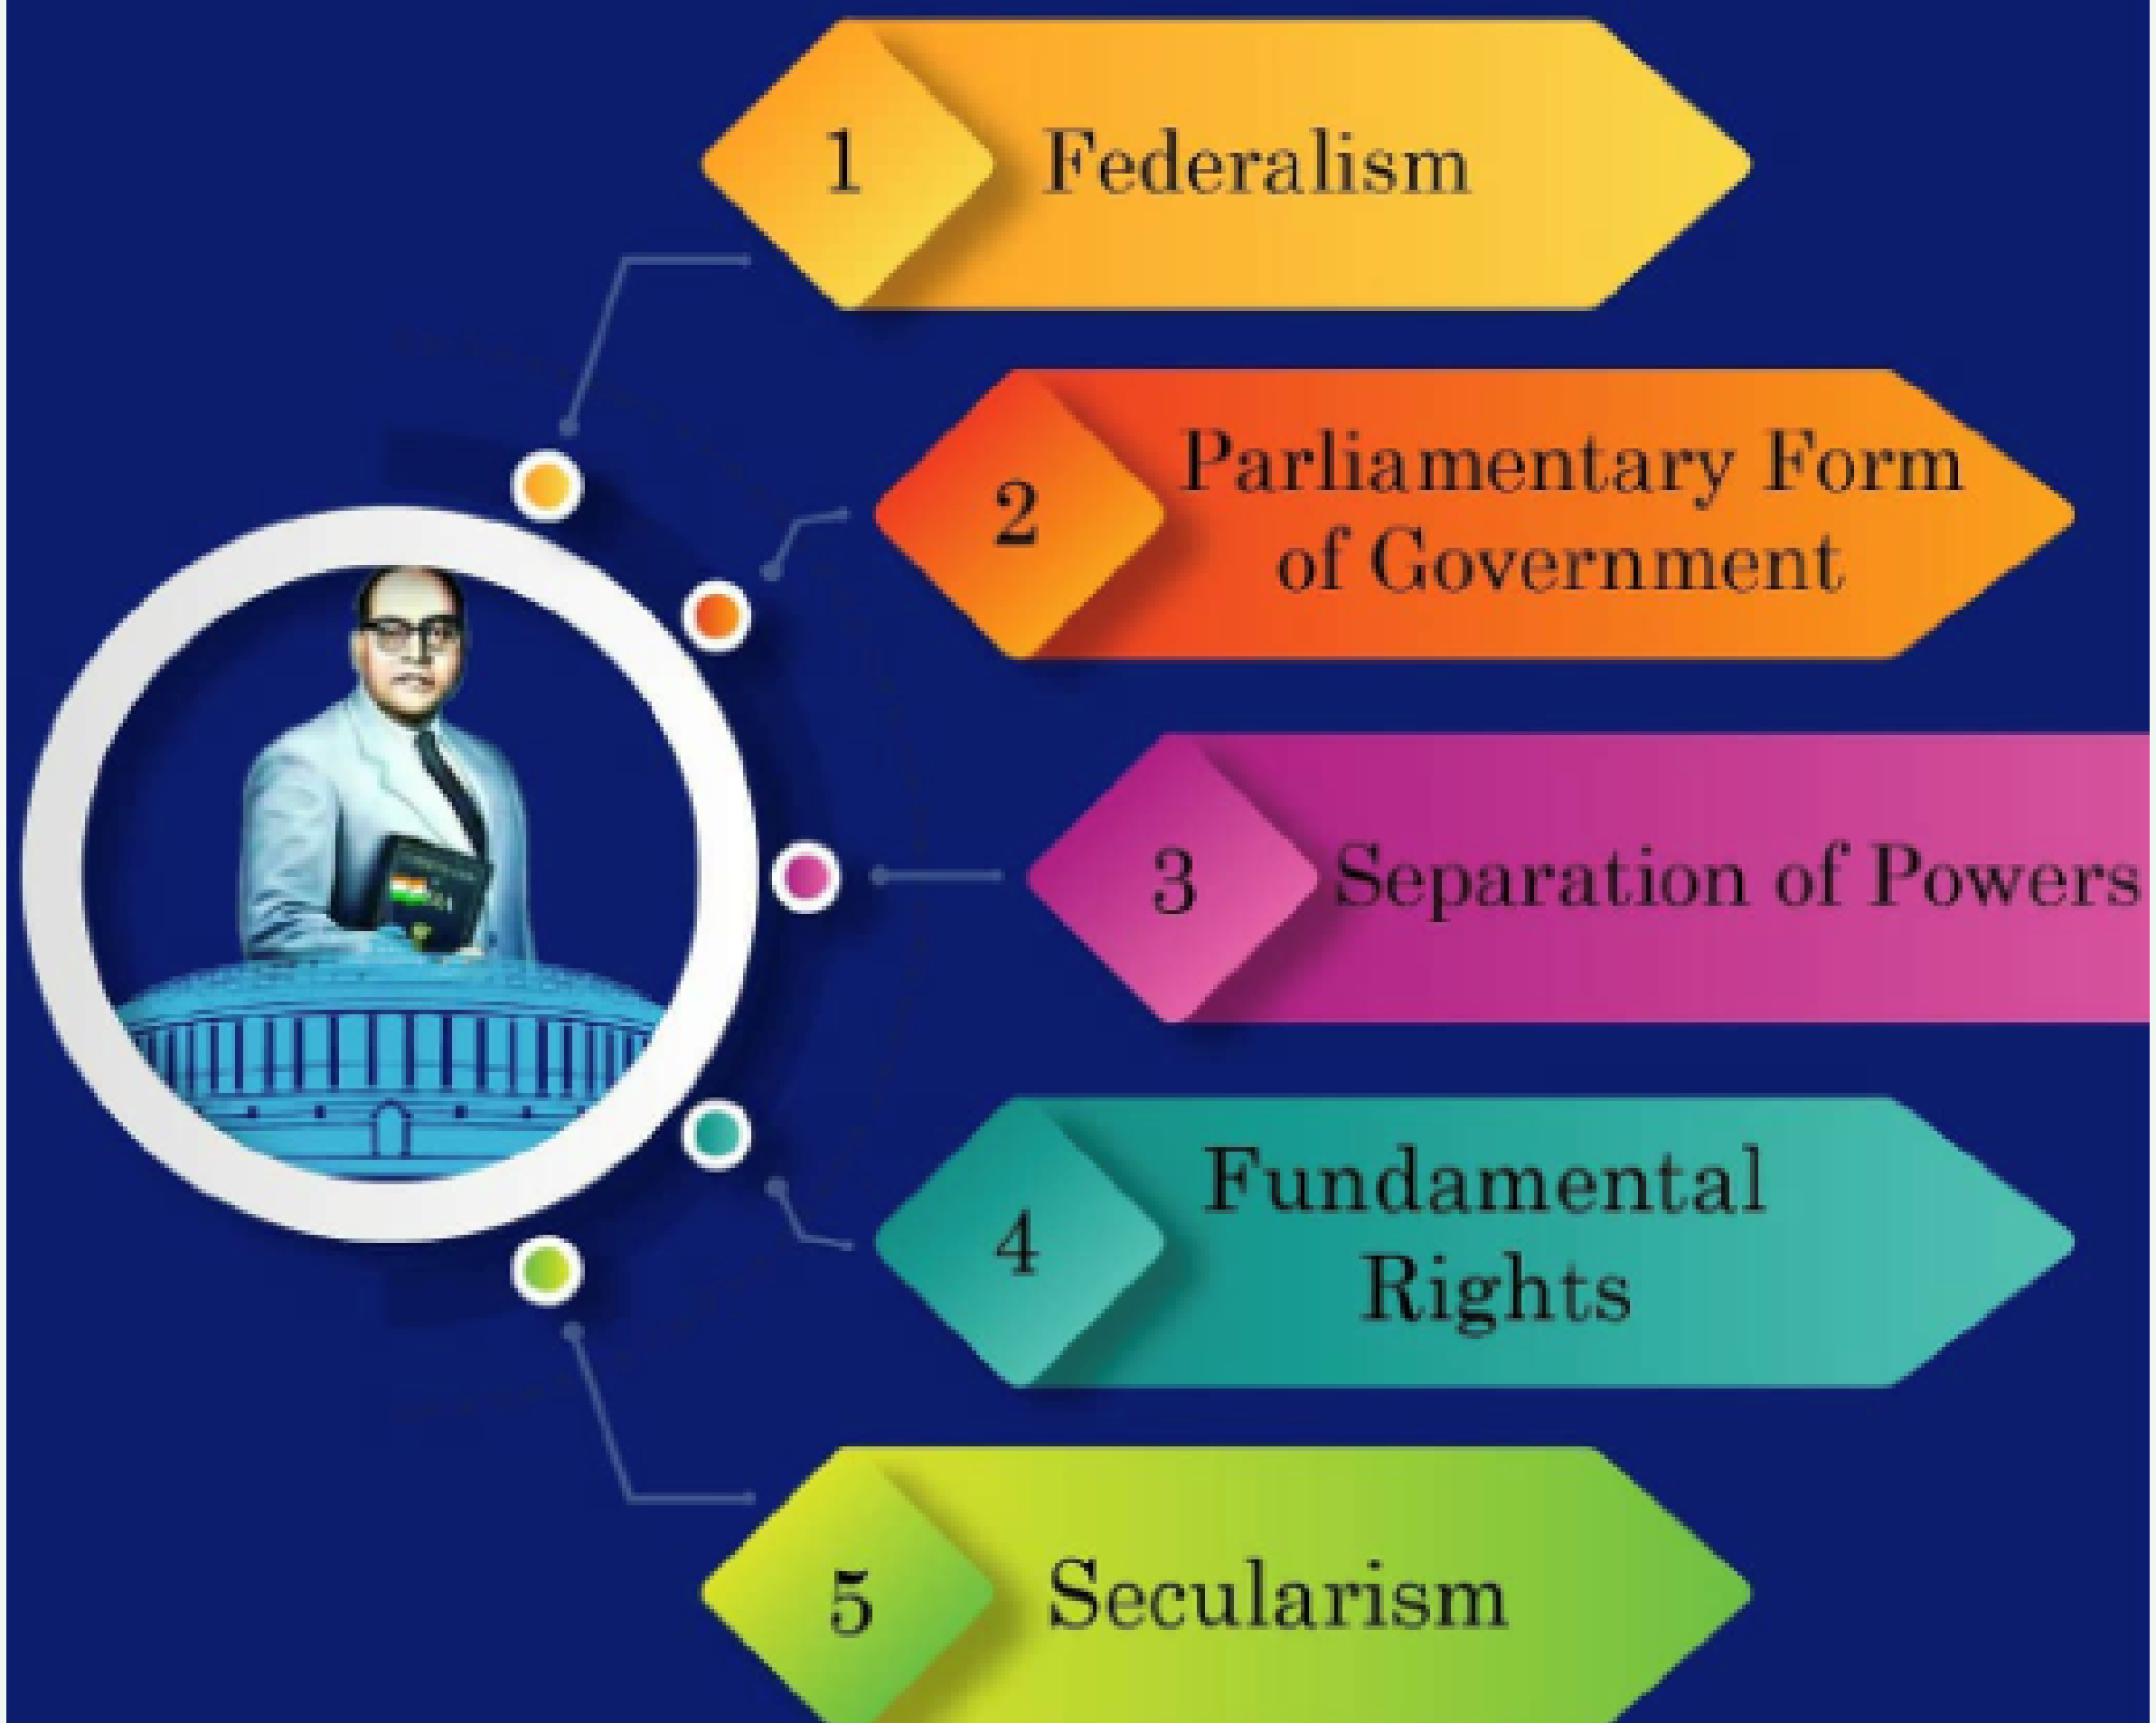 1
Federalism
2
Parliamentary Form
of Government
3
Separation of Powers
4
Fundamental
Rights
5
Secularism